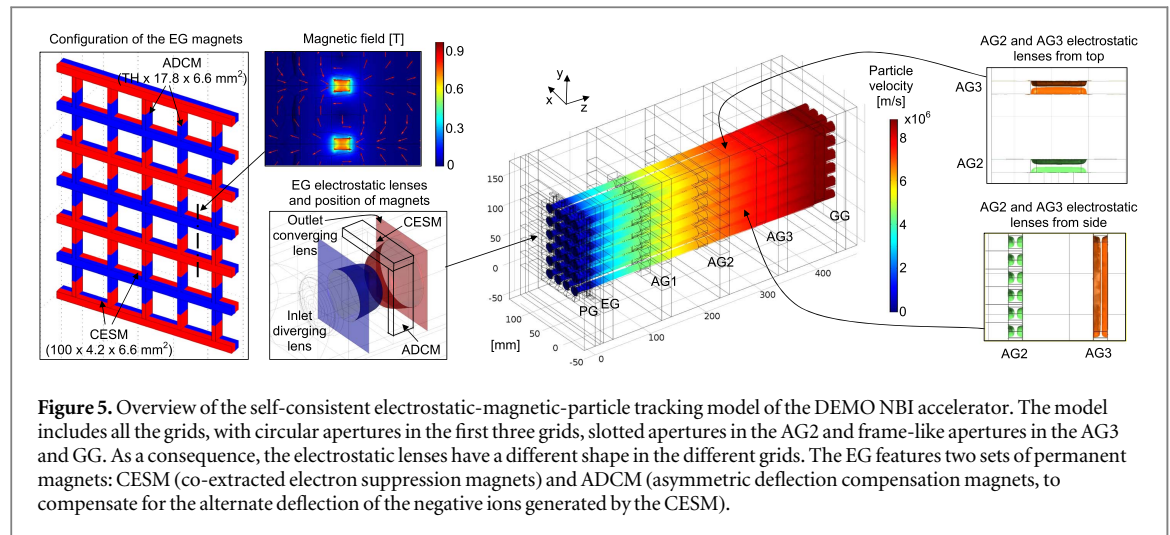 Configuration of the EG magnets
ADCM
(TH x 17.8 x 6.6 mm²)
CESM
(100 x 4.2 x 6.6 mm²)
Magnetic field [T]
0.9
0.6
0.3
0
EG electrostatic lenses
and position of magnets
Outlet
converging
lens
CESM
Inlet
diverging
lens
ADCM
y
x
z
150
100
50
0
-50
100
50
0
-50
[mm]
0
100
200
300
400
PG
EG
AG1
AG2
AG3
GG
Particle
velocity
[m/s]
x10⁶
8
6
4
2
0
AG2 and AG3 electrostatic
lenses from top
AG3
AG2
AG2 and AG3 electrostatic
lenses from side
AG2
AG3
Figure 5. Overview of the self-consistent electrostatic-magnetic-particle tracking model of the DEMO NBI accelerator. The model
includes all the grids, with circular apertures in the first three grids, slotted apertures in the AG2 and frame-like apertures in the AG3
and GG. As a consequence, the electrostatic lenses have a different shape in the different grids. The EG features two sets of permanent
magnets: CESM (co-extracted electron suppression magnets) and ADCM (asymmetric deflection compensation magnets, to
compensate for the alternate deflection of the negative ions generated by the CESM).